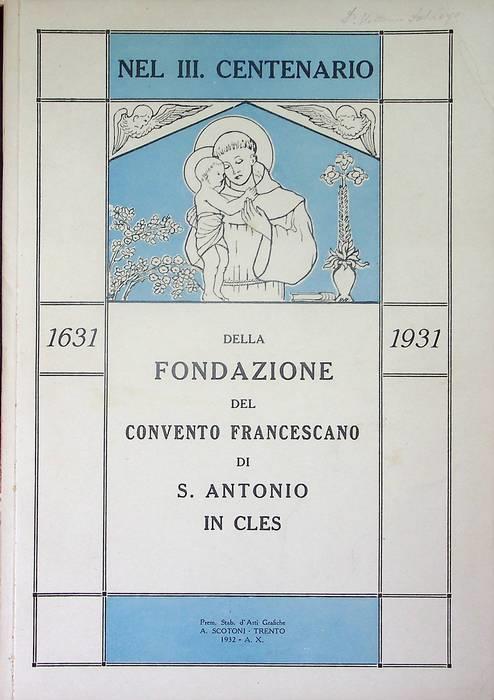 NEL III. CENTENARIO
1631
1931
DELLA
FONDAZIONE
DEL
CONVENTO FRANCESCANO
DI
S. ANTONIO
IN CLES
Prem. Stab. d'Arti Grafiche
A. SCOTONI - TRENTO
1932 - A. X.